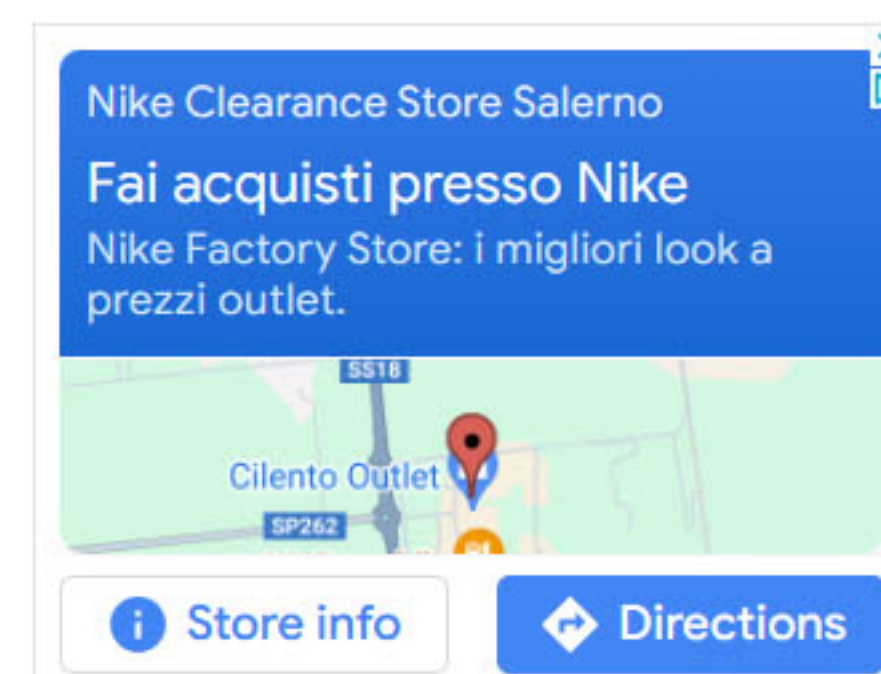 Nike Clearance Store Salerno
Fai acquisti presso Nike
Nike Factory Store: i migliori look a
prezzi outlet.
SS18
Cilento Outlet
SP262
Store info
Directions